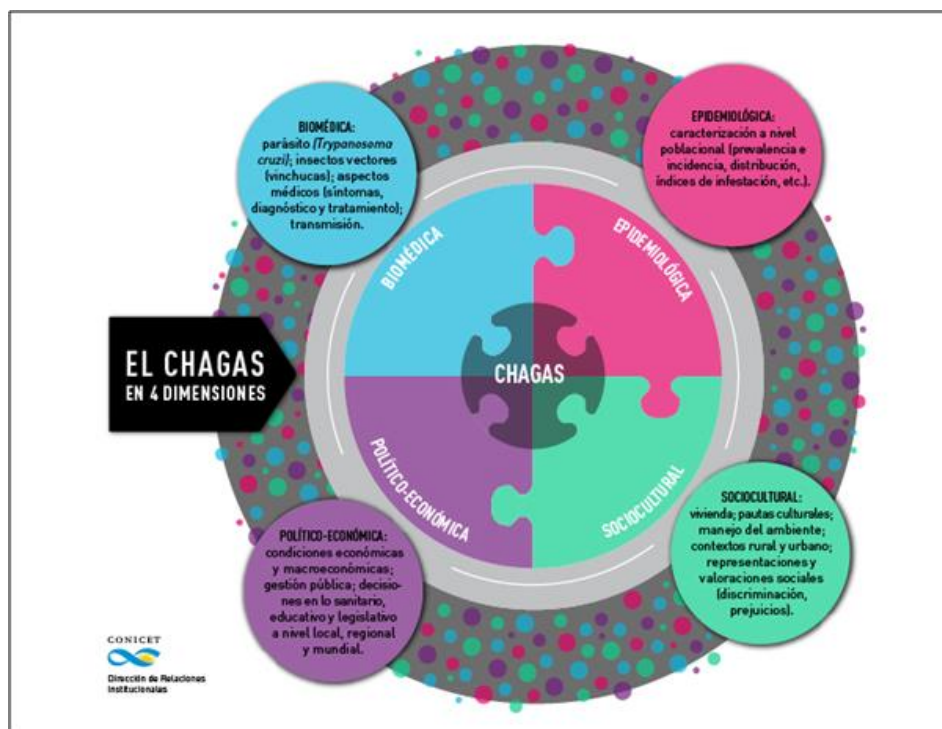 BIOMÉDICA:
parásito (Trypanosoma
cruzi); insectos vectores
(vinchucas); aspectos
médicos (síntomas,
diagnóstico y tratamiento);
transmisión.
EPIDEMIOLÓGICA:
caracterización a nivel
poblacional (prevalencia e
incidencia, distribución,
índices de infestación, etc.).
BIOMÉDICA
EPIDEMIOLÓGICA
EL CHAGAS
EN 4 DIMENSIONES
CHAGAS
POLÍTICO-ECONÓMICA
SOCIOCULTURAL
POLÍTICO-ECONÓMICA:
condiciones económicas
y macroeconómicas;
gestión pública; decisio-
nes en lo sanitario,
educativo y legislativo
a nivel local, regional
y mundial.
SOCIOCULTURAL:
vivienda; pautas culturales;
manejo del ambiente;
contextos rural y urbano;
representaciones y
valoraciones sociales
(discriminación,
prejuicios).
CONICET
Dirección de Relaciones
Institucionales